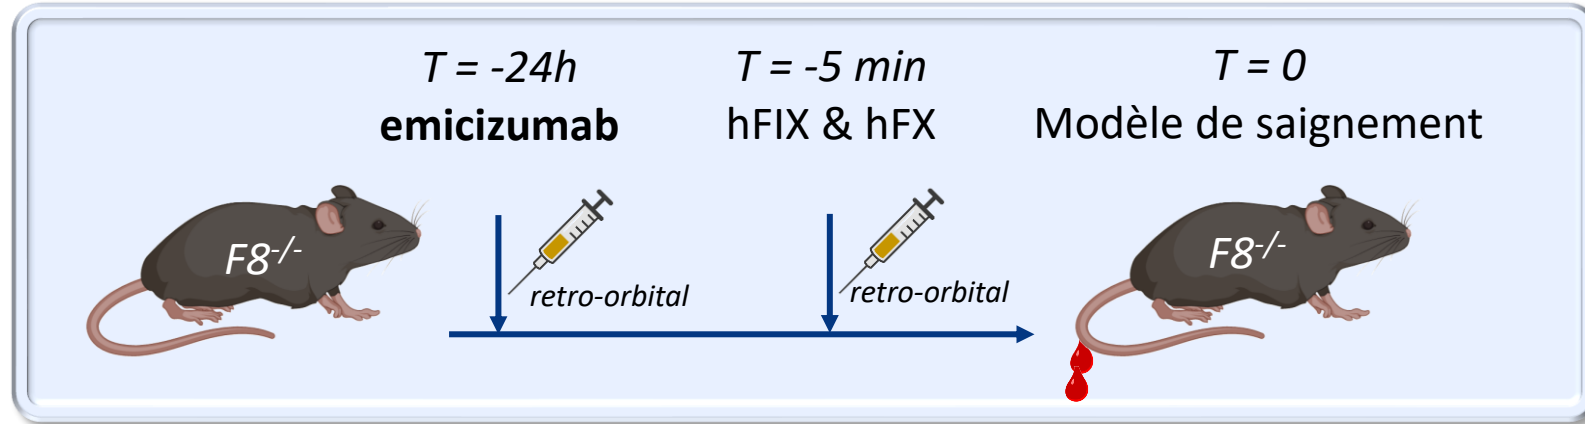 T = -24h
emicizumab
T = -5 min
hFIX & hFX
T = 0
Modèle de saignement
F8-/-
retro-orbital
retro-orbital
F8-/-